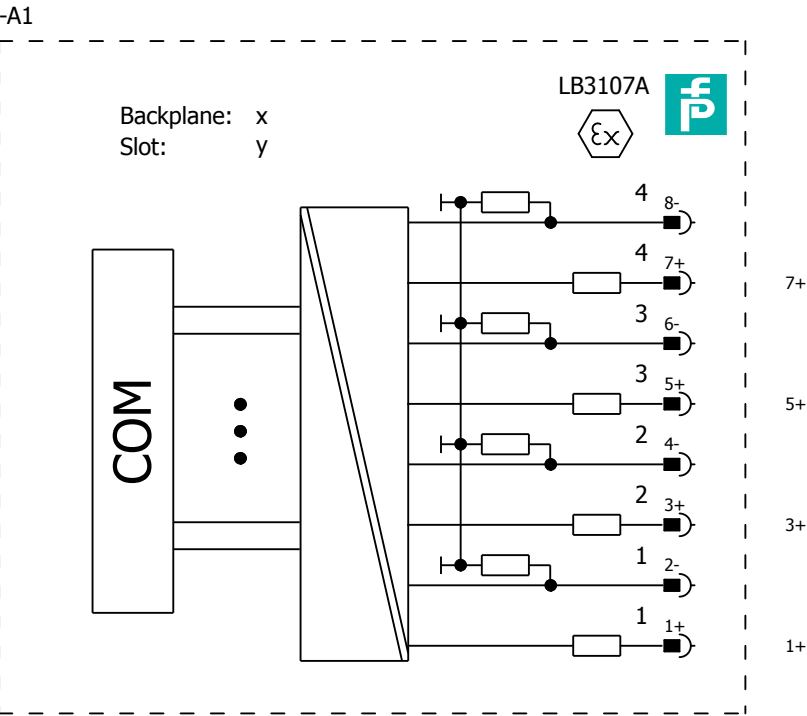 -A1
LB3107A
Backplane: x
Slot: y
εx
4 8-
4 7+ 7+
3 6-
3 5+ 5+
COM
2 4-
2 3+ 3+
1 2-
1 1+ 1+